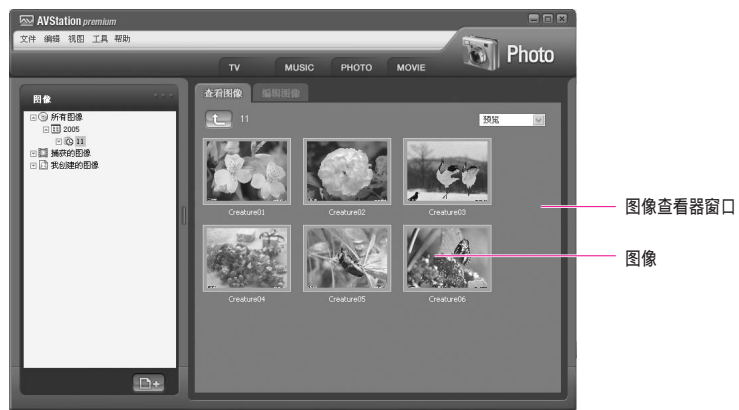 AVStation premium
文件 编辑 视图 工具 帮助
Photo
TV MUSIC PHOTO MOVIE
图像
所有图像
2005
11
捕获的图像
我创建的图像
查看图像 编辑图像
11
预览
Creature01 Creature02 Creature03
Creature04 Creature05 Creature06
图像查看器窗口
图像